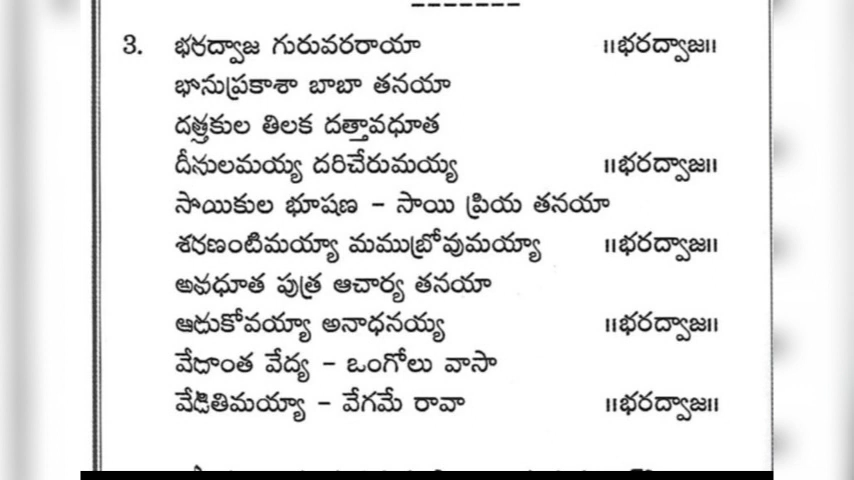 3. భరద్వాజ గురువరరాయా ॥భరద్వాజ॥
భానుప్రకాశా బాబా తనయా
దత్తకుల తిలక దత్తావధూత
దీనులమయ్య దరిచేరుమయ్య ॥భరద్వాజ॥
సాయికుల భూషణ – సాయి ప్రియ తనయా
శరణంటిమయ్యా మముబ్రోవుమయ్యా ॥భరద్వాజ॥
అవధూత పుత్ర ఆచార్య తనయా
ఆదుకోవయ్యా అనాధనయ్య ॥భరద్వాజ॥
వేదాంత వేద్య – ఒంగోలు వాసా
వేడితిమయ్యా – వేగమే రావా ॥భరద్వాజ॥